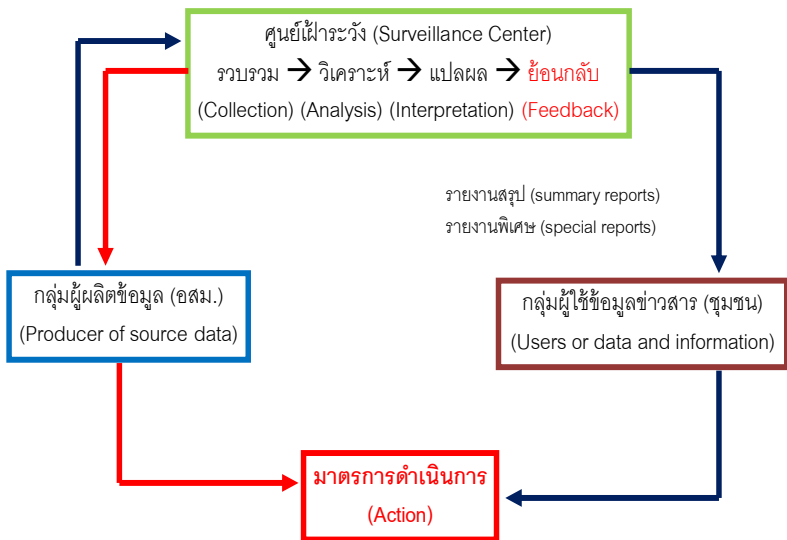 ศูนย์เฝ้าระวัง (Surveillance Center)
รวบรวม → วิเคราะห์ → แปลผล → ย้อนกลับ
(Collection) (Analysis) (Interpretation) (Feedback)
รายงานสรุป (summary reports)
รายงานพิเศษ (special reports)
กลุ่มผู้ผลิตข้อมูล (อสม.)
(Producer of source data)
กลุ่มผู้ใช้ข้อมูลข่าวสาร (ชุมชน)
(Users or data and information)
มาตรการดำเนินการ
(Action)